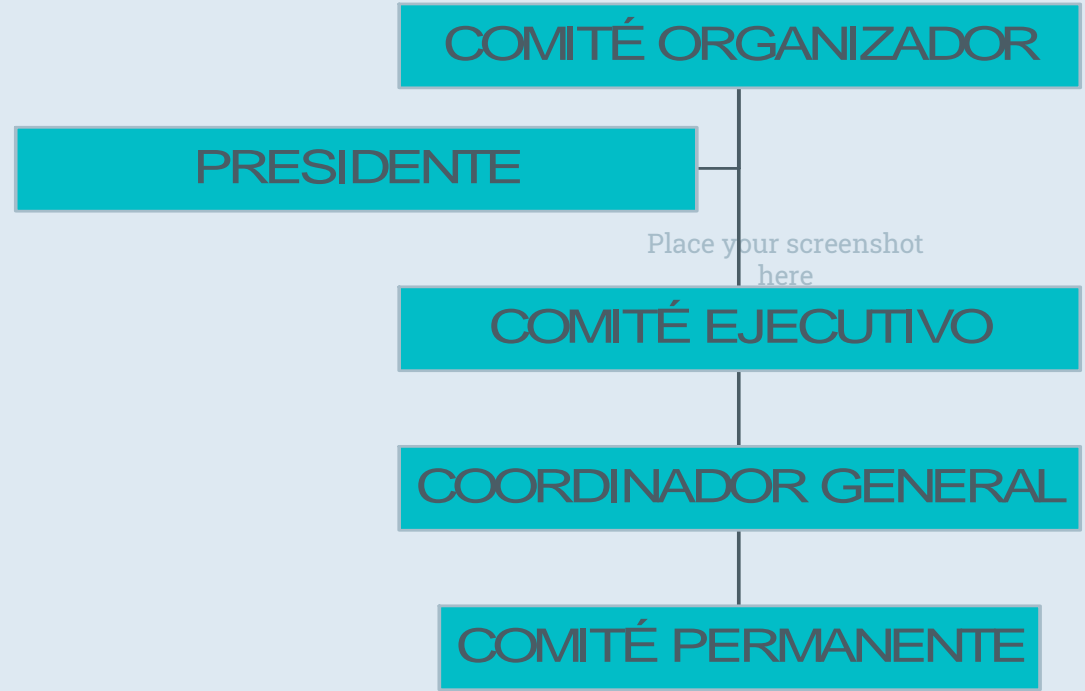 COMITÉ ORGANIZADOR
PRESIDENTE
Place your screenshot
here
COMITÉ EJECUTIVO
COORDINADOR GENERAL
COMITÉ PERMANENTE